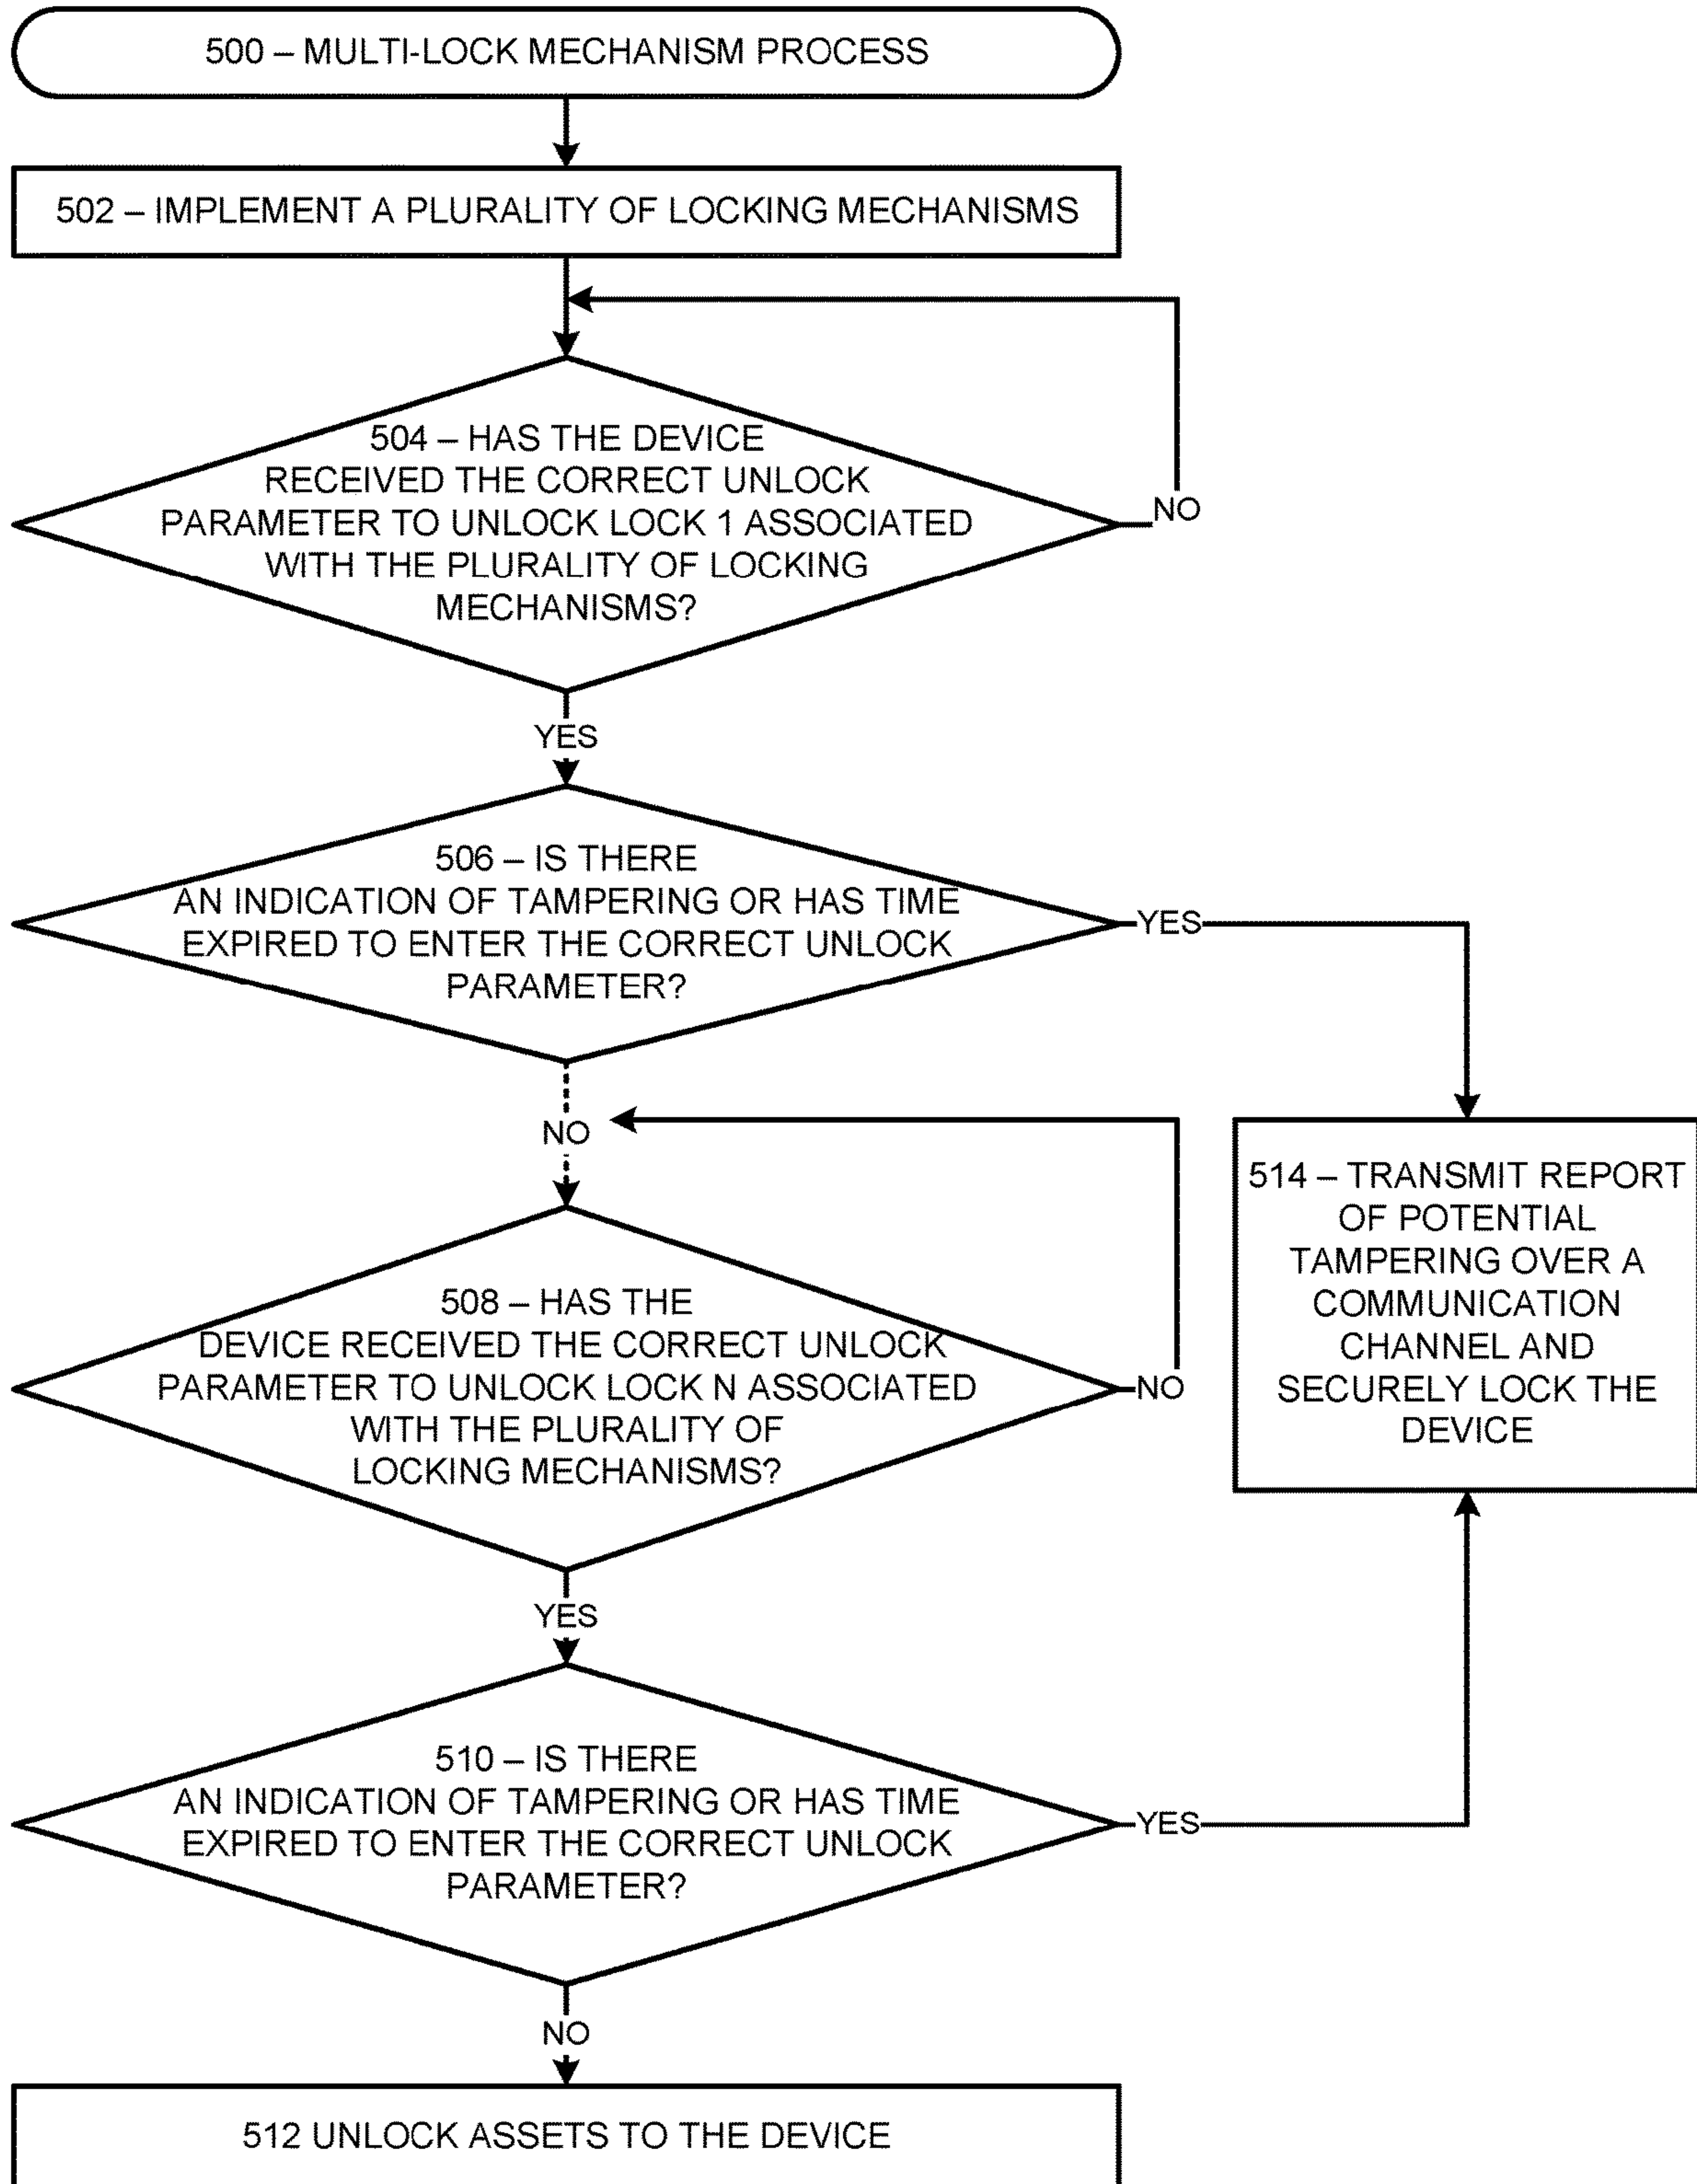 500 – MULTI-LOCK MECHANISM PROCESS
502 – IMPLEMENT A PLURALITY OF LOCKING MECHANISMS
504 – HAS THE DEVICE
RECEIVED THE CORRECT UNLOCK
PARAMETER TO UNLOCK LOCK 1 ASSOCIATED
WITH THE PLURALITY OF LOCKING
MECHANISMS?
NO
YES
506 – IS THERE
AN INDICATION OF TAMPERING OR HAS TIME
EXPIRED TO ENTER THE CORRECT UNLOCK
PARAMETER?
YES
NO
514 – TRANSMIT REPORT
OF POTENTIAL
TAMPERING OVER A
COMMUNICATION
CHANNEL AND
SECURELY LOCK THE
DEVICE
508 – HAS THE
DEVICE RECEIVED THE CORRECT UNLOCK
PARAMETER TO UNLOCK LOCK N ASSOCIATED
WITH THE PLURALITY OF
LOCKING MECHANISMS?
NO
YES
510 – IS THERE
AN INDICATION OF TAMPERING OR HAS TIME
EXPIRED TO ENTER THE CORRECT UNLOCK
PARAMETER?
YES
NO
512 UNLOCK ASSETS TO THE DEVICE